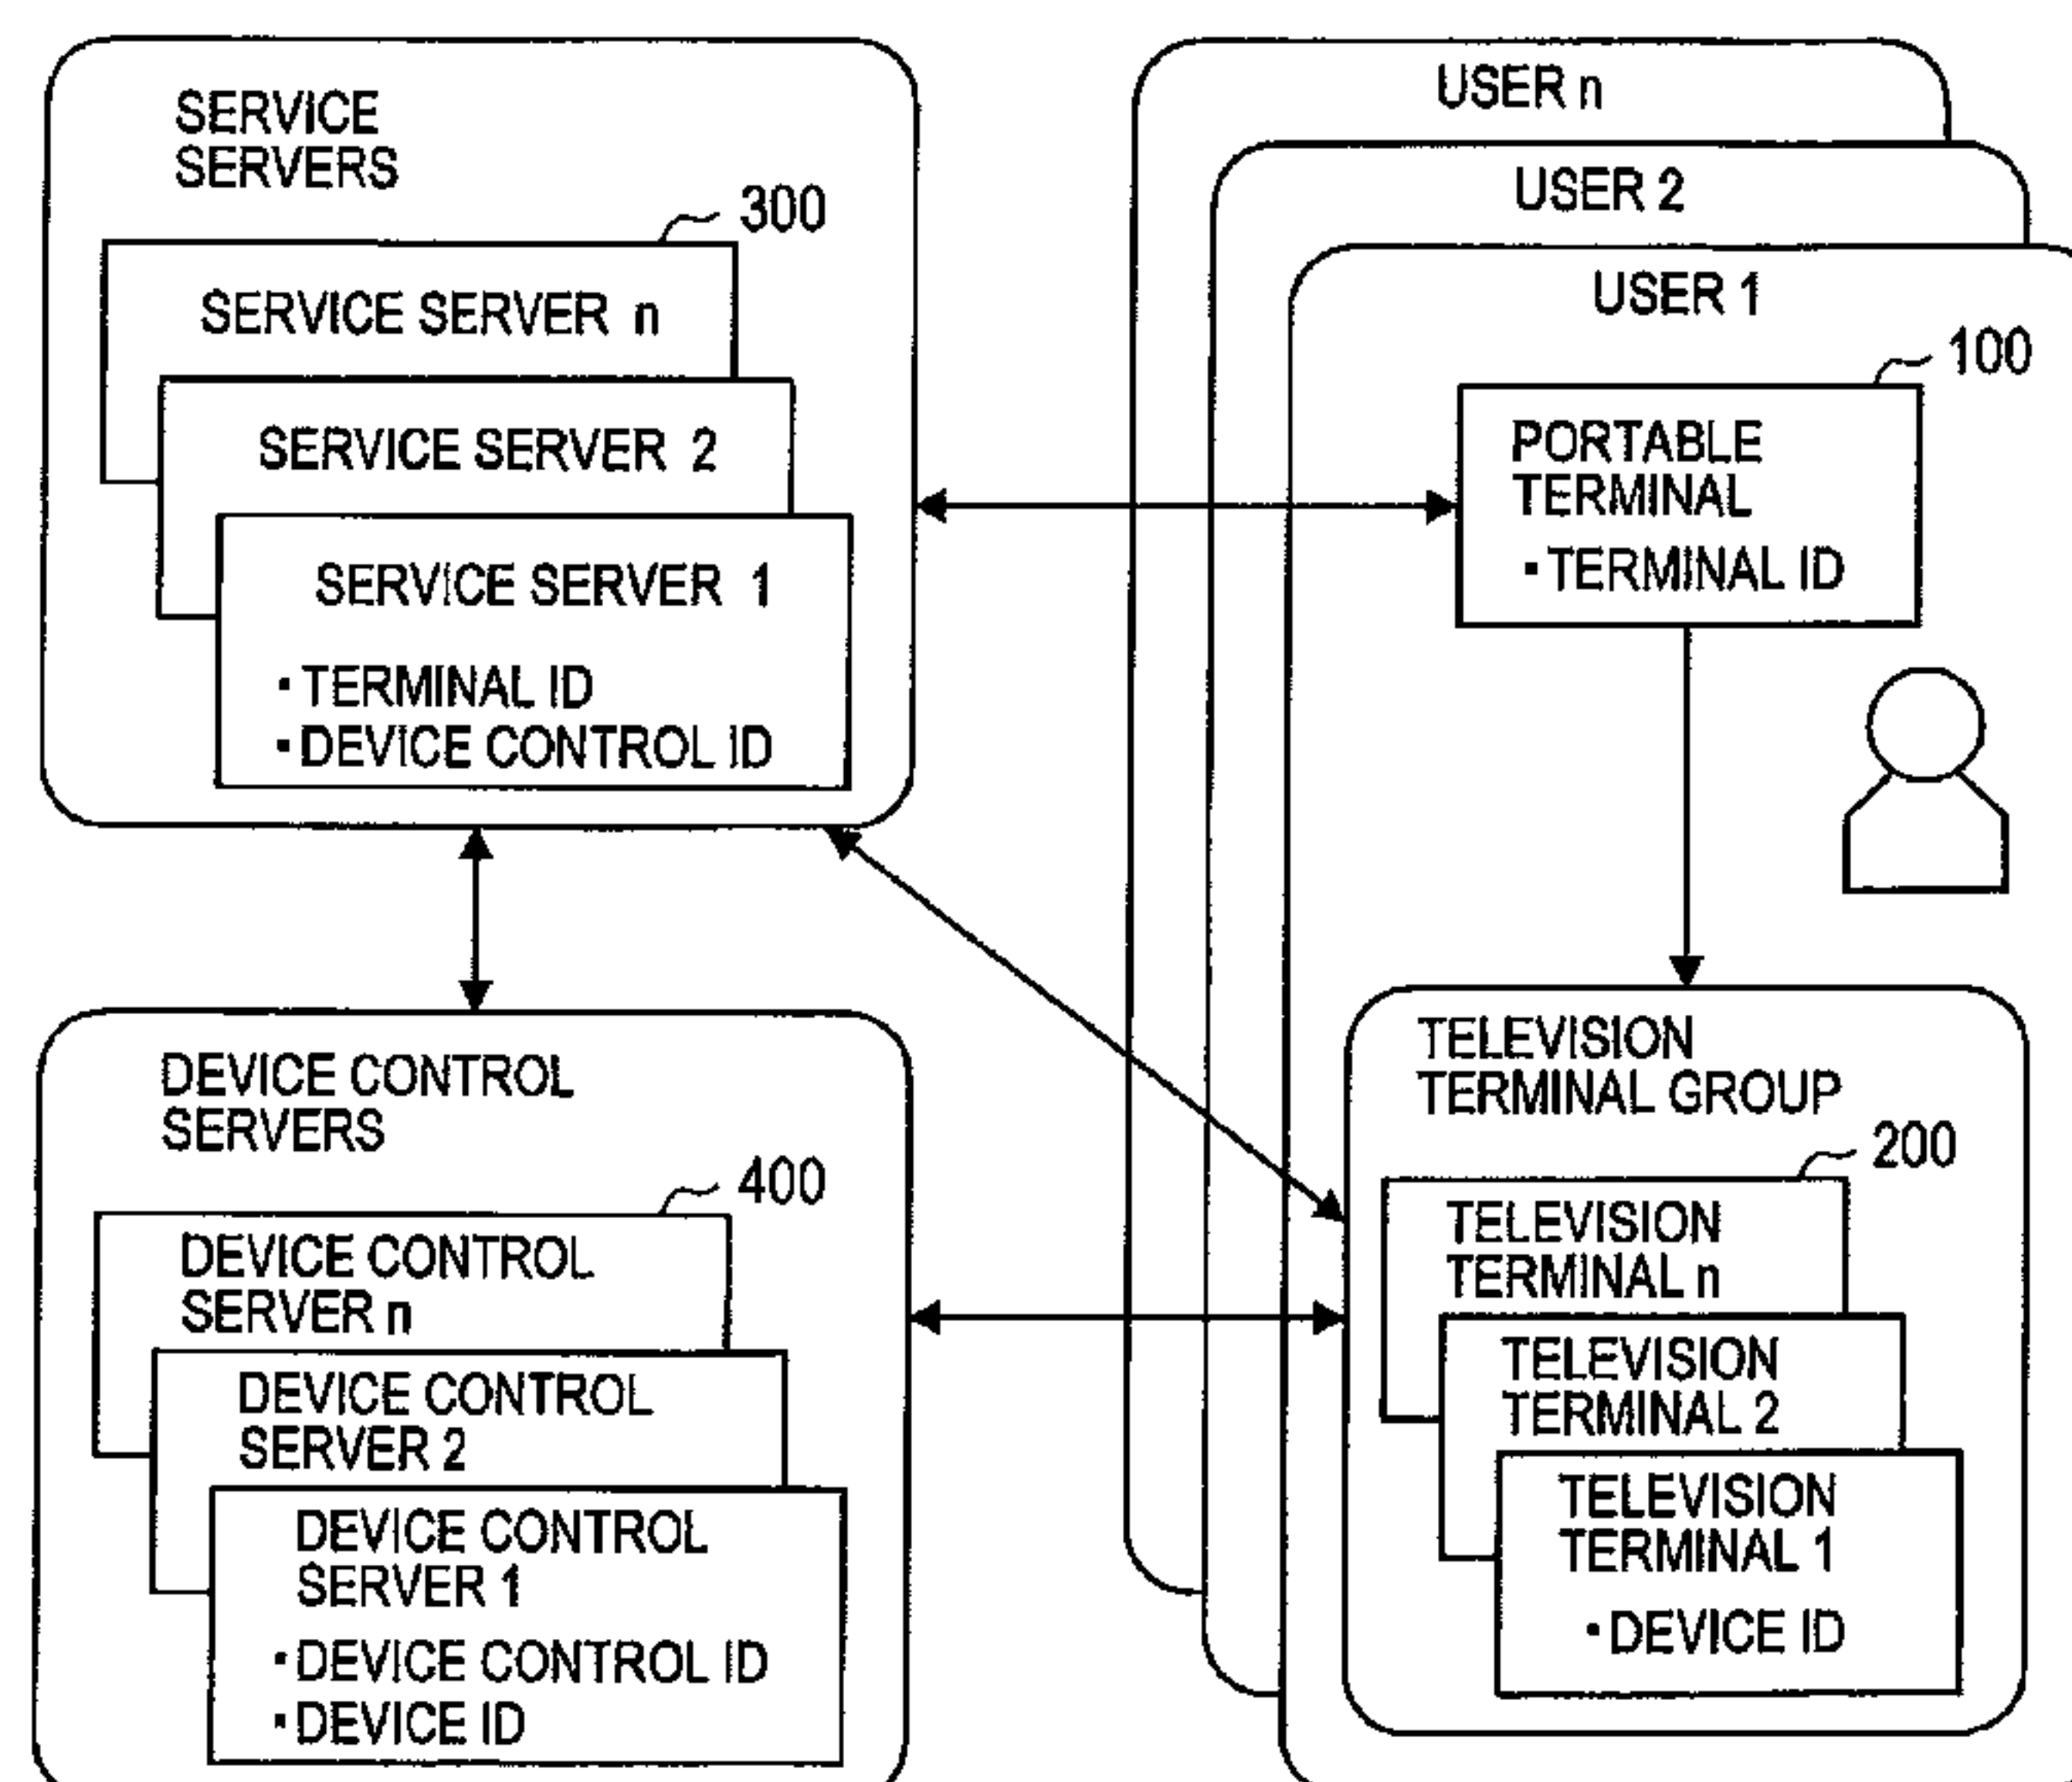 SERVICE
SERVERS
300
SERVICE SERVER n
SERVICE SERVER 2
SERVICE SERVER 1
▪ TERMINAL ID
▪ DEVICE CONTROL ID
USER n
USER 2
USER 1
100
PORTABLE
TERMINAL
▪ TERMINAL ID
DEVICE CONTROL
SERVERS
400
DEVICE CONTROL
SERVER n
DEVICE CONTROL
SERVER 2
DEVICE CONTROL
SERVER 1
▪ DEVICE CONTROL ID
▪ DEVICE ID
TELEVISION
TERMINAL GROUP
200
TELEVISION
TERMINAL n
TELEVISION
TERMINAL 2
TELEVISION
TERMINAL 1
▪ DEVICE ID